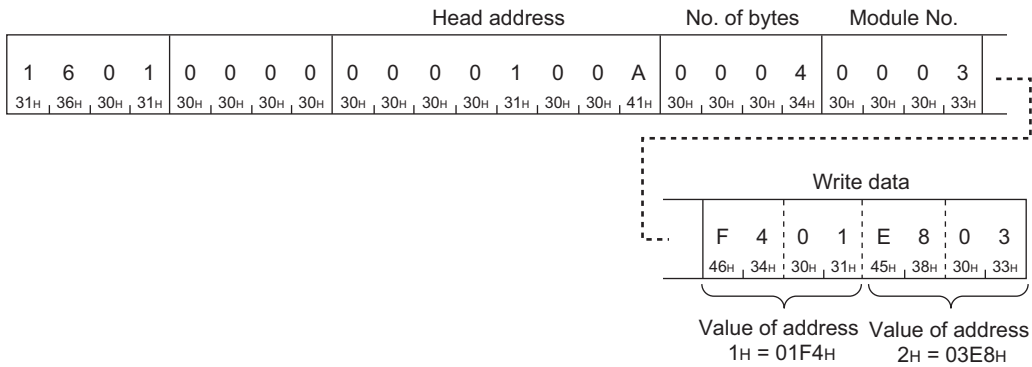 Head address No. of bytes Module No.
1 6 0 1 0 0 0 0 0 0 0 0 1 0 0 A 0 0 0 4 0 0 0 3
31H 36H 30H 31H 30H 30H 30H 30H 30H 30H 30H 30H 31H 30H 30H 41H 30H 30H 30H 34H 30H 30H 30H 33H
Write data
F 4 0 1 E 8 0 3
46H 34H 30H 31H 45H 38H 30H 33H
Value of address Value of address
1H = 01F4H 2H = 03E8H